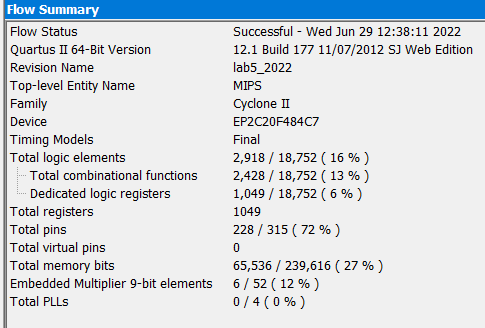 Flow Summary
Flow Status Successful - Wed Jun 29 12:38:11 2022
Quartus II 64-Bit Version 12.1 Build 177 11/07/2012 SJ Web Edition
Revision Name lab5_2022
Top-level Entity Name MIPS
Family Cyclone II
Device EP2C20F484C7
Timing Models Final
Total logic elements 2,918 / 18,752 ( 16 % )
Total combinational functions 2,428 / 18,752 ( 13 % )
Dedicated logic registers 1,049 / 18,752 ( 6 % )
Total registers 1049
Total pins 228 / 315 ( 72 % )
Total virtual pins 0
Total memory bits 65,536 / 239,616 ( 27 % )
Embedded Multiplier 9-bit elements 6 / 52 ( 12 % )
Total PLLs 0 / 4 ( 0 % )